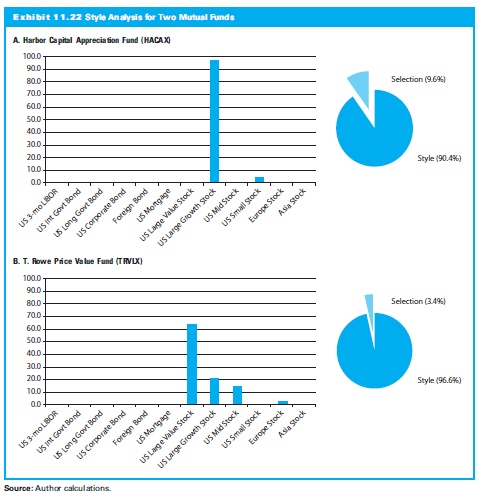 Exhibit 11.22 Style Analysis for Two Mutual Funds
A. Harbor Capital Appreciation Fund (HACAX)
100.0
90.0
80.0
70.0
60.0
50.0
40.0
30.0
20.0
10.0
0.0
US 3-mo LIBOR
US Int Govt Bond
US Long Govt Bond
US Corporate Bond
Foreign Bond
US Mortgage
US Large Value Stock
US Large Growth Stock
US Mid Stock
US Small Stock
Europe Stock
Asia Stock
Selection (9.6%)
Style (90.4%)
B. T. Rowe Price Value Fund (TRVLX)
100.0
90.0
80.0
70.0
60.0
50.0
40.0
30.0
20.0
10.0
0.0
US 3-mo LIBOR
US Int Govt Bond
US Long Govt Bond
US Corporate Bond
Foreign Bond
US Mortgage
US Large Value Stock
US Large Growth Stock
US Mid Stock
US Small Stock
Europe Stock
Asia Stock
Selection (3.4%)
Style (96.6%)
Source: Author calculations.